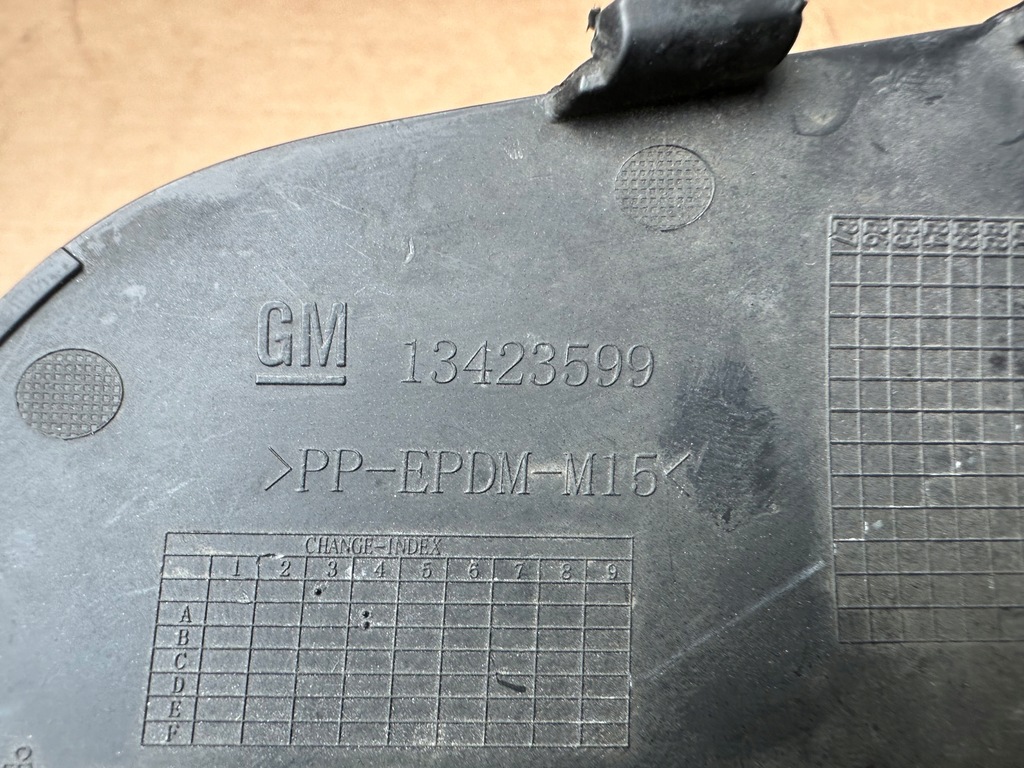 GM 13423599
>PP-EPDM-M15<
CHANGE-INDEX
1 2 3 4 5 6 7 8 9
A
B
C
D
E
F